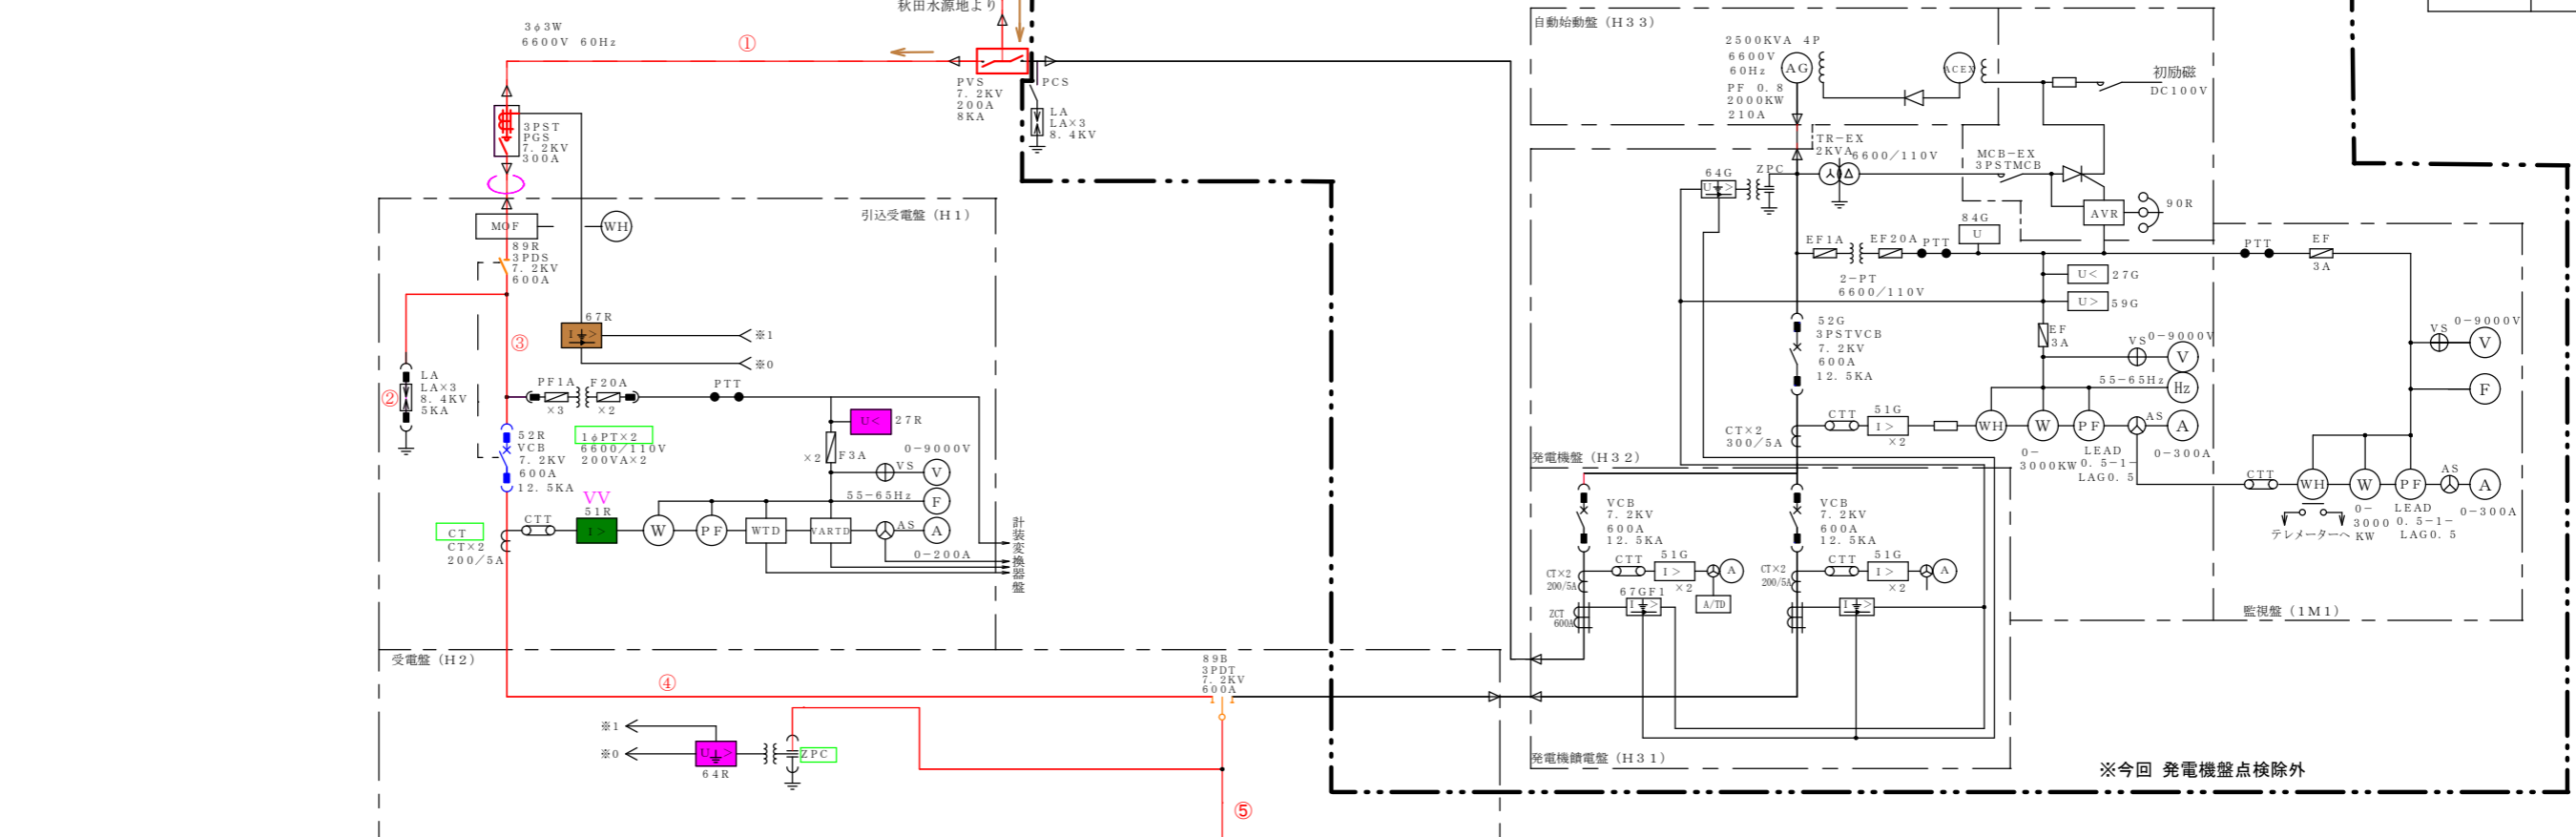 秋田水源地より
3φ3W
6600V 60Hz
①
PVS
7.2KV
200A
8KA
PCS
LA
LA×3
8.4KV
3PST
PGS
7.2KV
300A
引込受電盤(H1)
MOF
WH
89R
3PDS
7.2KV
600A
67R
I >
※1
※0
③
②
LA
LA×3
8.4KV
5KA
PF1A
×3
F20A
×2
PTT
U<
27R
52R
VCB
7.2KV
600A
12.5KA
1φPT×2
6600/110V
200VA×2
×2
F3A
0-9000V
VS
V
55-65Hz
F
VV
51R
CT
CT×2
200/5A
CTT
I>
W
PF
WTD
VARTD
AS
A
0-200A
計装変換器盤
受電盤(H2)
④
89B
3PDT
7.2KV
600A
※1
※0
U >
64R
ZPC
⑤
自動始動盤(H33)
2500KVA 4P
6600V
60Hz
PF 0.8
2000KW
210A
AG
ACEX
初励磁
DC100V
TR-EX
2KVA
6600/110V
MCB-EX
3PSTMCB
64G
U >
ZPC
AVR
90R
84G
U
EF1A
EF20A
PTT
2-PT
6600/110V
PTT
EF
3A
U<
27G
U>
59G
52G
3PSTVCB
7.2KV
600A
12.5KA
EF
3A
VS
0-9000V
V
55-65Hz
Hz
CT×2
300/5A
CTT
51G
I>
×2
WH
W
PF
AS
A
0-
3000KW
LEAD
0.5-1-
LAG0.5
0-300A
発電機盤(H32)
VS
0-9000V
V
F
CTT
WH
W
PF
AS
A
0-
3000
KW
LEAD
0.5-1-
LAG0.5
0-300A
テレメーターへ
監視盤(1M1)
VCB
7.2KV
600A
12.5KA
CT×2
200/5A
CTT
51G
I>
×2
A
A/TD
67GF1
I >
ZCT
600A
VCB
7.2KV
600A
12.5KA
CT×2
200/5A
CTT
51G
I>
×2
A
I >
発電機饋電盤(H31)
※今回 発電機盤点検除外